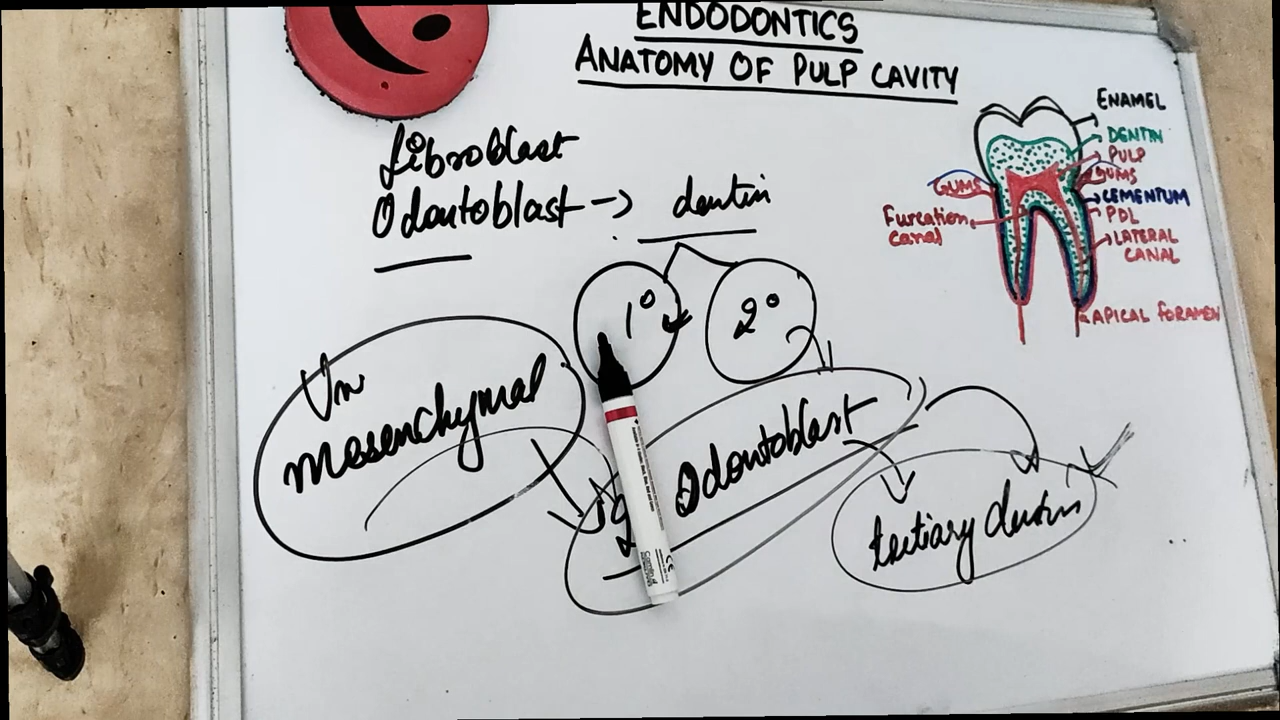 ENDODONTICS
ANATOMY OF PULP CAVITY
fibroblast
Odontoblast -> dentin
1° 2°
Un
mesenchymal
Odontoblast
tertiary dentin
ENAMEL
DENTIN
PULP
GUMS
GUMS
CEMENTUM
Furcation
canal
PDL
LATERAL
CANAL
APICAL FORAMEN